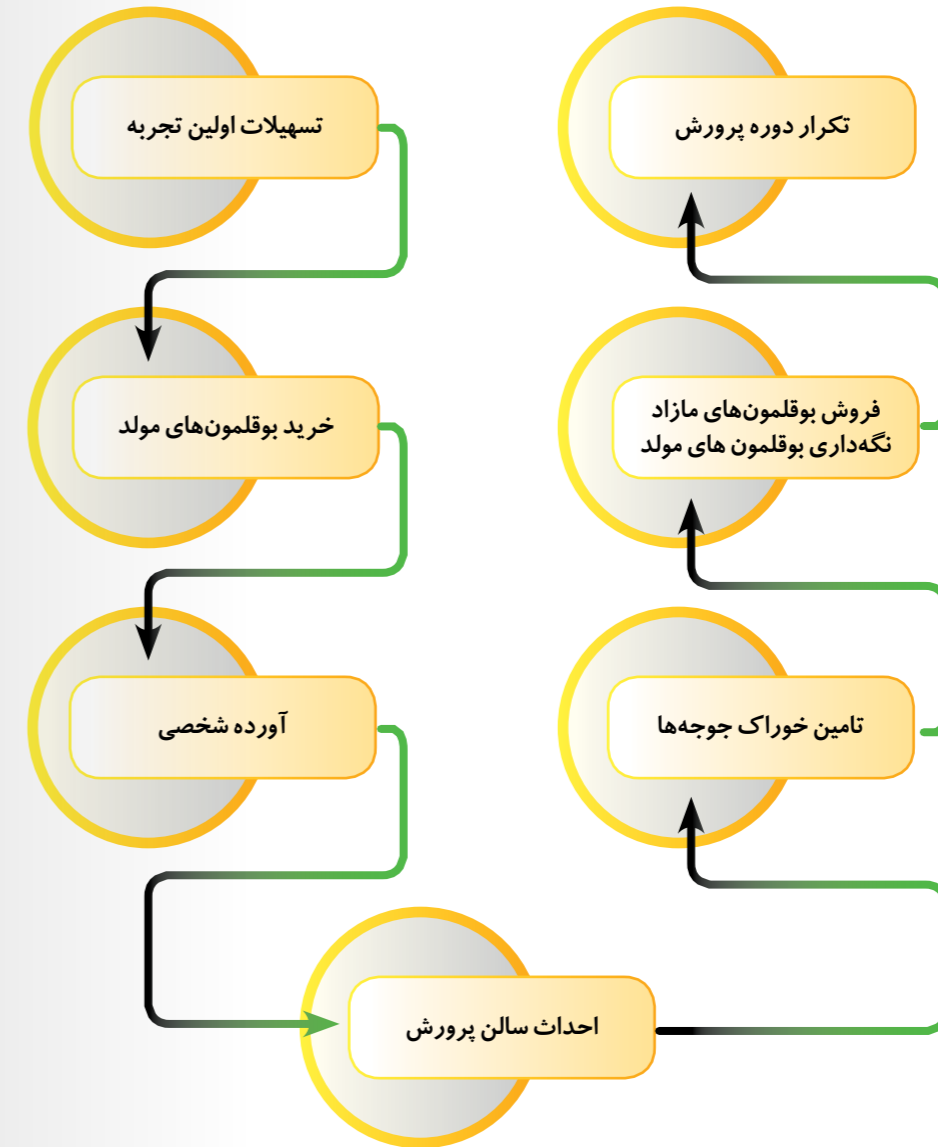 تسهیلات اولین تجربه
خرید بوقلمون‌های مولد
آورده شخصی
احداث سالن پرورش
تامین خوراک جوجه‌ها
فروش بوقلمون‌های مازاد
نگه‌داری بوقلمون های مولد
تکرار دوره پرورش